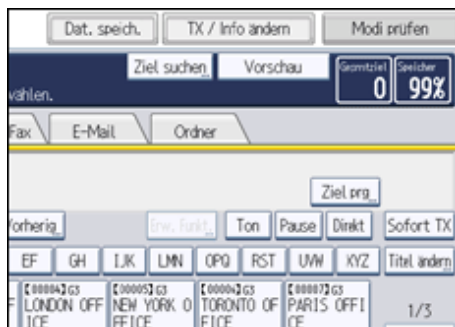 Dat. speich. TX / Info ändern Modi prüfen
Ziel suchen Vorschau Gesamtziel Speicher
wählen. 0 99%
Fax E-Mail Ordner
Ziel prg.
Vorherig. Erw. Funkt. Ton Pause Direkt Sofort TX
EF GH IJK LMN OPQ RST UVW XYZ Titel ändern
[00004]G3 [00005]G3 [00006]G3 [00007]G3
F LONDON OFF NEW YORK O TORONTO OF PARIS OFFI 1/3
ICE FFICE FICE CE